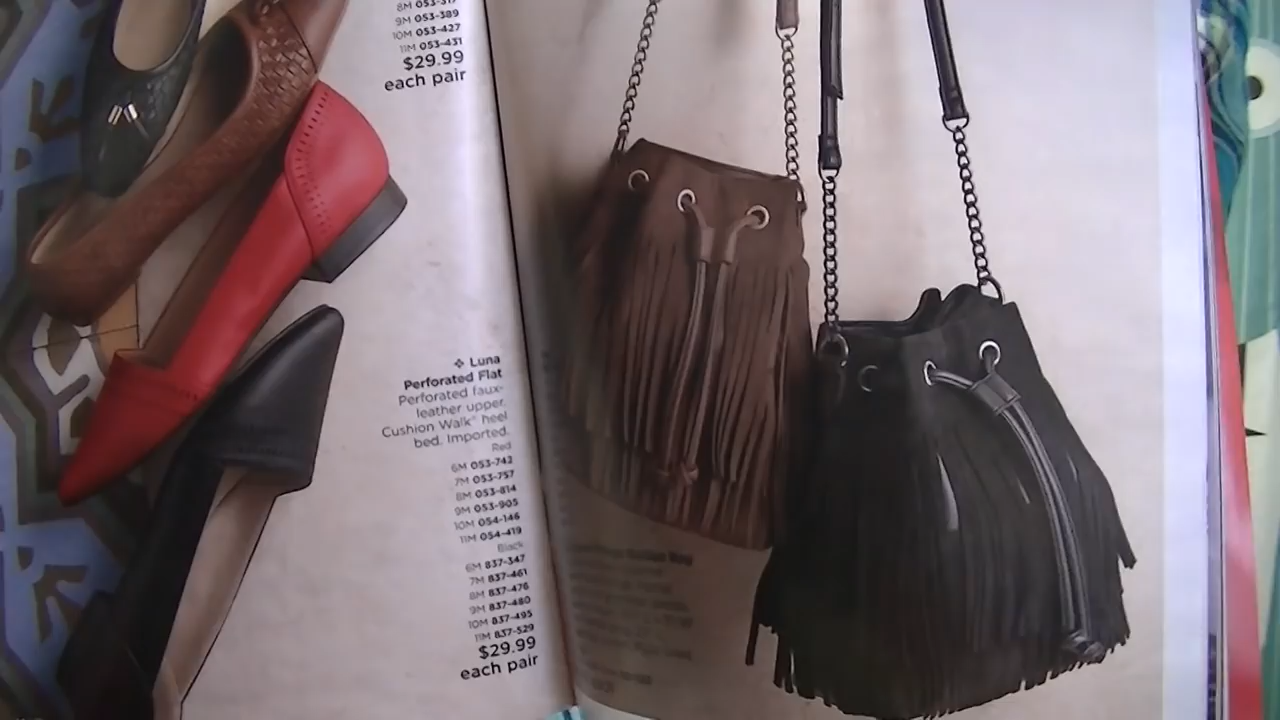 9M 053-389
10M 053-427
11M 053-431
$29.99
each pair
❖ Luna
Perforated Flat
Perforated faux-
leather upper.
Cushion Walk® heel
bed. Imported.
Red
6M 053-742
7M 053-757
8M 053-814
9M 053-905
10M 054-146
11M 054-419
Black
6M 837-347
7M 837-461
8M 837-476
9M 837-480
10M 837-495
11M 837-529
$29.99
each pair